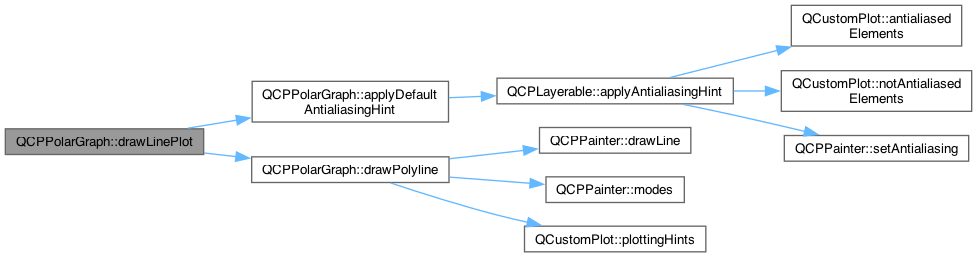 QCPPolarGraph::drawLinePlot
QCPPolarGraph::applyDefault
AntialiasingHint
QCPPolarGraph::drawPolyline
QCPLayerable::applyAntialiasingHint
QCPPainter::drawLine
QCPPainter::modes
QCustomPlot::plottingHints
QCustomPlot::antialiased
Elements
QCustomPlot::notAntialiased
Elements
QCPPainter::setAntialiasing